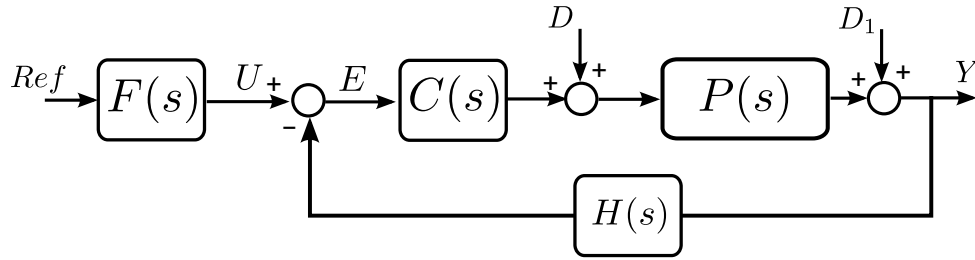 D
D₁
Ref
F(s)
U
+
-
E
C(s)
+
+
P(s)
+
+
Y
H(s)